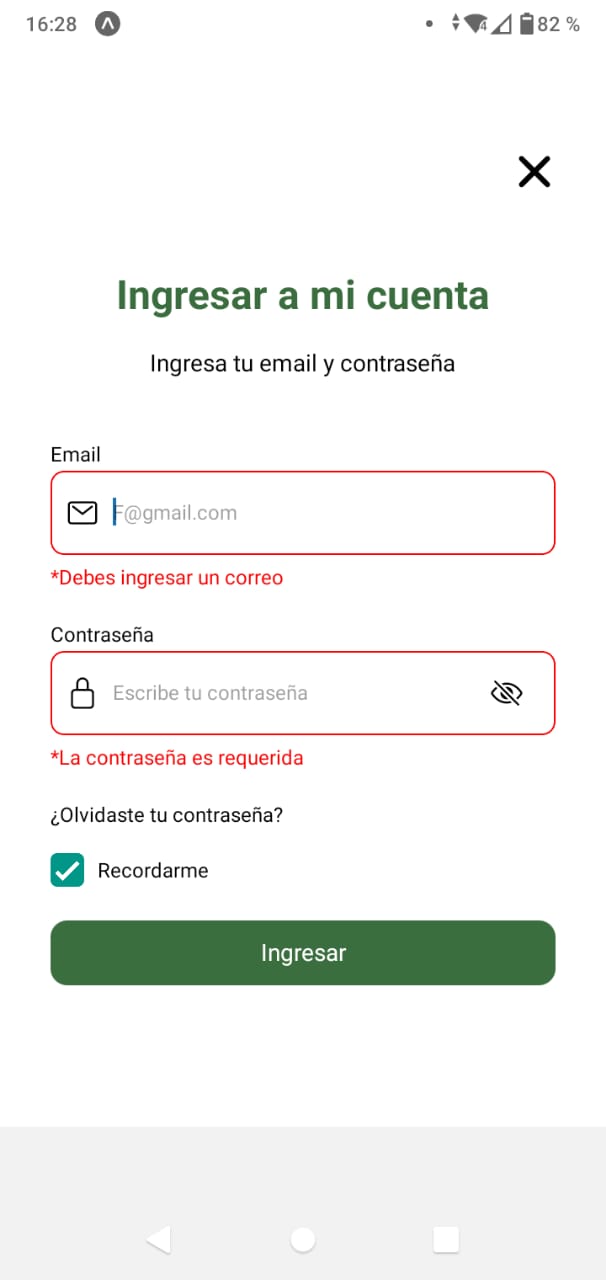 16:28
4 82 %
Ingresar a mi cuenta
Ingresa tu email y contraseña
Email
F@gmail.com
*Debes ingresar un correo
Contraseña
Escribe tu contraseña
*La contraseña es requerida
¿Olvidaste tu contraseña?
Recordarme
Ingresar